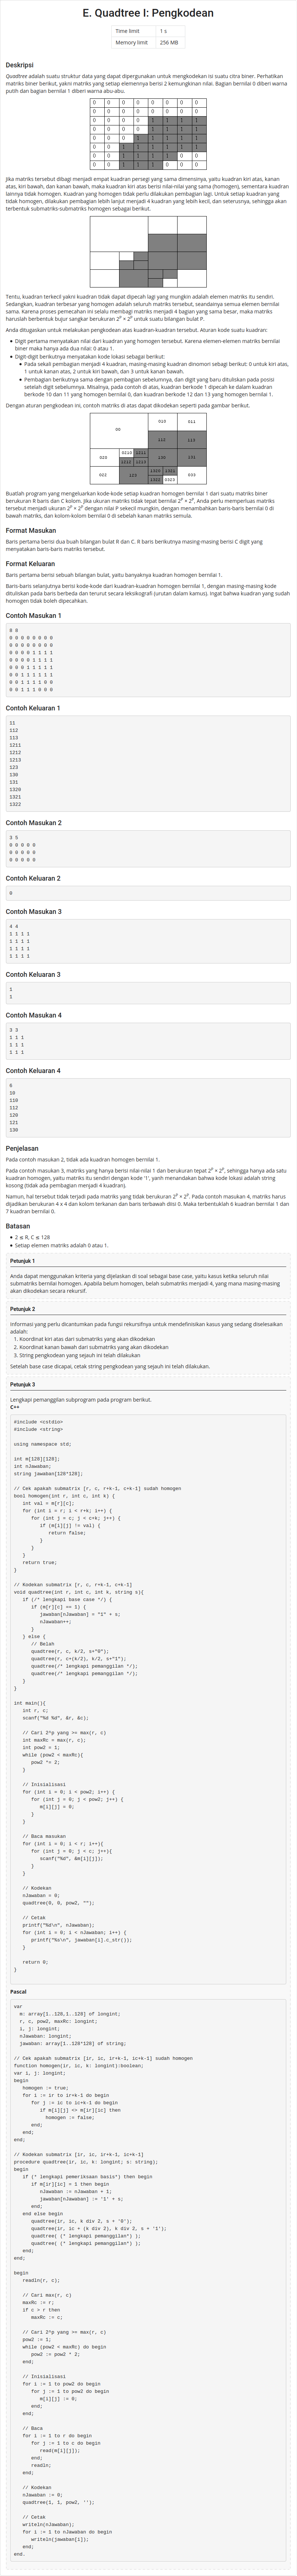 E. Quadtree I: Pengkodean
Time limit 1 s
Memory limit 256 MB
Deskripsi
Quadtree adalah suatu struktur data yang dapat dipergunakan untuk mengkodekan isi suatu citra biner. Perhatikan
matriks biner berikut, yakni matriks yang setiap elemennya berisi 2 kemungkinan nilai. Bagian bernilai 0 diberi warna
putih dan bagian bernilai 1 diberi warna abu-abu.
0 0 0 0 0 0 0 0
0 0 0 0 0 0 0 0
0 0 0 0 1 1 1 1
0 0 0 0 1 1 1 1
0 0 0 1 1 1 1 1
0 0 1 1 1 1 1 1
0 0 1 1 1 1 0 0
0 0 1 1 1 0 0 0
Jika matriks tersebut dibagi menjadi empat kuadran persegi yang sama dimensinya, yaitu kuadran kiri atas, kanan
atas, kiri bawah, dan kanan bawah, maka kuadran kiri atas berisi nilai-nilai yang sama (homogen), sementara kuadran
lainnya tidak homogen. Kuadran yang homogen tidak perlu dilakukan pembagian lagi. Untuk setiap kuadran yang
tidak homogen, dilakukan pembagian lebih lanjut menjadi 4 kuadran yang lebih kecil, dan seterusnya, sehingga akan
terbentuk submatriks-submatriks homogen sebagai berikut.
Tentu, kuadran terkecil yakni kuadran tidak dapat dipecah lagi yang mungkin adalah elemen matriks itu sendiri.
Sedangkan, kuadran terbesar yang homogen adalah seluruh matriks tersebut, seandainya semua elemen bernilai
sama. Karena proses pemecahan ini selalu membagi matriks menjadi 4 bagian yang sama besar, maka matriks
haruslah berbentuk bujur sangkar berukuran 2^P × 2^P untuk suatu bilangan bulat P.
Anda ditugaskan untuk melakukan pengkodean atas kuadran-kuadran tersebut. Aturan kode suatu kuadran:
• Digit pertama menyatakan nilai dari kuadran yang homogen tersebut. Karena elemen-elemen matriks bernilai
biner maka hanya ada dua nilai: 0 atau 1.
• Digit-digit berikutnya menyatakan kode lokasi sebagai berikut:
• Pada sekali pembagian menjadi 4 kuadran, masing-masing kuadran dinomori sebagi berikut: 0 untuk kiri atas,
1 untuk kanan atas, 2 untuk kiri bawah, dan 3 untuk kanan bawah.
• Pembagian berikutnya sama dengan pembagian sebelumnya, dan digit yang baru dituliskan pada posisi
setelah digit sebelumnya. Misalnya, pada contoh di atas, kuadran berkode 1 dipecah ke dalam kuadran
berkode 10 dan 11 yang homogen bernilai 0, dan kuadran berkode 12 dan 13 yang homogen bernilai 1.
Dengan aturan pengkodean ini, contoh matriks di atas dapat dikodekan seperti pada gambar berikut.
00 010 011
112 113
020 0210 1211 130 131
1212 1213
022 123 1320 1321 033
1322 0323
Buatlah program yang mengeluarkan kode-kode setiap kuadran homogen bernilai 1 dari suatu matriks biner
berukuran R baris dan C kolom. Jika ukuran matriks tidak tepat bernilai 2^P × 2^P, Anda perlu memperluas matriks
tersebut menjadi ukuran 2^P × 2^P dengan nilai P sekecil mungkin, dengan menambahkan baris-baris bernilai 0 di
bawah matriks, dan kolom-kolom bernilai 0 di sebelah kanan matriks semula.
Format Masukan
Baris pertama berisi dua buah bilangan bulat R dan C. R baris berikutnya masing-masing berisi C digit yang
menyatakan baris-baris matriks tersebut.
Format Keluaran
Baris pertama berisi sebuah bilangan bulat, yaitu banyaknya kuadran homogen bernilai 1.
Baris-baris selanjutnya berisi kode-kode dari kuadran-kuadran homogen bernilai 1, dengan masing-masing kode
dituliskan pada baris berbeda dan terurut secara leksikografi (urutan dalam kamus). Ingat bahwa kuadran yang sudah
homogen tidak boleh dipecahkan.
Contoh Masukan 1
8 8
0 0 0 0 0 0 0 0
0 0 0 0 0 0 0 0
0 0 0 0 1 1 1 1
0 0 0 0 1 1 1 1
0 0 0 1 1 1 1 1
0 0 1 1 1 1 1 1
0 0 1 1 1 1 0 0
0 0 1 1 1 0 0 0
Contoh Keluaran 1
11
112
113
1211
1212
1213
123
130
131
1320
1321
1322
Contoh Masukan 2
3 5
0 0 0 0 0
0 0 0 0 0
0 0 0 0 0
Contoh Keluaran 2
0
Contoh Masukan 3
4 4
1 1 1 1
1 1 1 1
1 1 1 1
1 1 1 1
Contoh Keluaran 3
1
1
Contoh Masukan 4
3 3
1 1 1
1 1 1
1 1 1
Contoh Keluaran 4
6
10
110
112
120
121
130
Penjelasan
Pada contoh masukan 2, tidak ada kuadran homogen bernilai 1.
Pada contoh masukan 3, matriks yang hanya berisi nilai-nilai 1 dan berukuran tepat 2^P × 2^P, sehingga hanya ada satu
kuadran homogen, yaitu matriks itu sendiri dengan kode '1', yanh menandakan bahwa kode lokasi adalah string
kosong (tidak ada pembagian menjadi 4 kuadran).
Namun, hal tersebut tidak terjadi pada matriks yang tidak berukuran 2^P × 2^P. Pada contoh masukan 4, matriks harus
dijadikan berukuran 4 x 4 dan kolom terkanan dan baris terbawah diisi 0. Maka terbentuklah 6 kuadran bernilai 1 dan
7 kuadran bernilai 0.
Batasan
• 2 ≤ R, C ≤ 128
• Setiap elemen matriks adalah 0 atau 1.
Petunjuk 1
Anda dapat menggunakan kriteria yang dijelaskan di soal sebagai base case, yaitu kasus ketika seluruh nilai
submatriks bernilai homogen. Apabila belum homogen, belah submatriks menjadi 4, yang mana masing-masing
akan dikodekan secara rekursif.
Petunjuk 2
Informasi yang perlu dicantumkan pada fungsi rekursifnya untuk mendefinisikan kasus yang sedang diselesaikan
adalah:
1. Koordinat kiri atas dari submatriks yang akan dikodekan
2. Koordinat kanan bawah dari submatriks yang akan dikodekan
3. String pengkodean yang sejauh ini telah dilakukan
Setelah base case dicapai, cetak string pengkodean yang sejauh ini telah dilakukan.
Petunjuk 3
Lengkapi pemanggilan subprogram pada program berikut.
C++
#include <cstdio>
#include <string>
using namespace std;
int m[128][128];
int nJawaban;
string jawaban[128*128];
// Cek apakah submatrix [r, c, r+k-1, c+k-1] sudah homogen
bool homogen(int r, int c, int k) {
int val = m[r][c];
for (int i = r; i < r+k; i++) {
for (int j = c; j < c+k; j++) {
if (m[i][j] != val) {
return false;
}
}
}
return true;
}
// Kodekan submatrix [r, c, r+k-1, c+k-1]
void quadtree(int r, int c, int k, string s){
if (/* lengkapi base case */) {
if (m[r][c] == 1) {
jawaban[nJawaban] = "1" + s;
nJawaban++;
}
} else {
// Belah
quadtree(r, c, k/2, s+"0");
quadtree(r, c+(k/2), k/2, s+"1");
quadtree(/* lengkapi pemanggilan */);
quadtree(/* lengkapi pemanggilan */);
}
}
int main(){
int r, c;
scanf("%d %d", &r, &c);
// Cari 2^p yang >= max(r, c)
int maxRc = max(r, c);
int pow2 = 1;
while (pow2 < maxRc){
pow2 *= 2;
}
// Inisialisasi
for (int i = 0; i < pow2; i++) {
for (int j = 0; j < pow2; j++) {
m[i][j] = 0;
}
}
// Baca masukan
for (int i = 0; i < r; i++){
for (int j = 0; j < c; j++){
scanf("%d", &m[i][j]);
}
}
// Kodekan
nJawaban = 0;
quadtree(0, 0, pow2, "");
// Cetak
printf("%d\n", nJawaban);
for (int i = 0; i < nJawaban; i++) {
printf("%s\n", jawaban[i].c_str());
}
return 0;
}
Pascal
var
m: array[1..128,1..128] of longint;
r, c, pow2, maxRc: longint;
i, j: longint;
nJawaban: longint;
jawaban: array[1..128*128] of string;
// Cek apakah submatrix [ir, ic, ir+k-1, ic+k-1] sudah homogen
function homogen(ir, ic, k: longint):boolean;
var i, j: longint;
begin
homogen := true;
for i := ir to ir+k-1 do begin
for j := ic to ic+k-1 do begin
if m[i][j] <> m[ir][ic] then
homogen := false;
end;
end;
end;
// Kodekan submatrix [ir, ic, ir+k-1, ic+k-1]
procedure quadtree(ir, ic, k: longint; s: string);
begin
if (* lengkapi pemeriksaan basis*) then begin
if m[ir][ic] = 1 then begin
nJawaban := nJawaban + 1;
jawaban[nJawaban] := '1' + s;
end;
end else begin
quadtree(ir, ic, k div 2, s + '0');
quadtree(ir, ic + (k div 2), k div 2, s + '1');
quadtree( (* lengkapi pemanggilan*) );
quadtree( (* lengkapi pemanggilan*) );
end;
end;
begin
readln(r, c);
// Cari max(r, c)
maxRc := r;
if c > r then
maxRc := c;
// Cari 2^p yang >= max(r, c)
pow2 := 1;
while (pow2 < maxRc) do begin
pow2 := pow2 * 2;
end;
// Inisialisasi
for i := 1 to pow2 do begin
for j := 1 to pow2 do begin
m[i][j] := 0;
end;
end;
// Baca
for i := 1 to r do begin
for j := 1 to c do begin
read(m[i][j]);
end;
readln;
end;
// Kodekan
nJawaban := 0;
quadtree(1, 1, pow2, '');
// Cetak
writeln(nJawaban);
for i := 1 to nJawaban do begin
writeln(jawaban[i]);
end;
end.